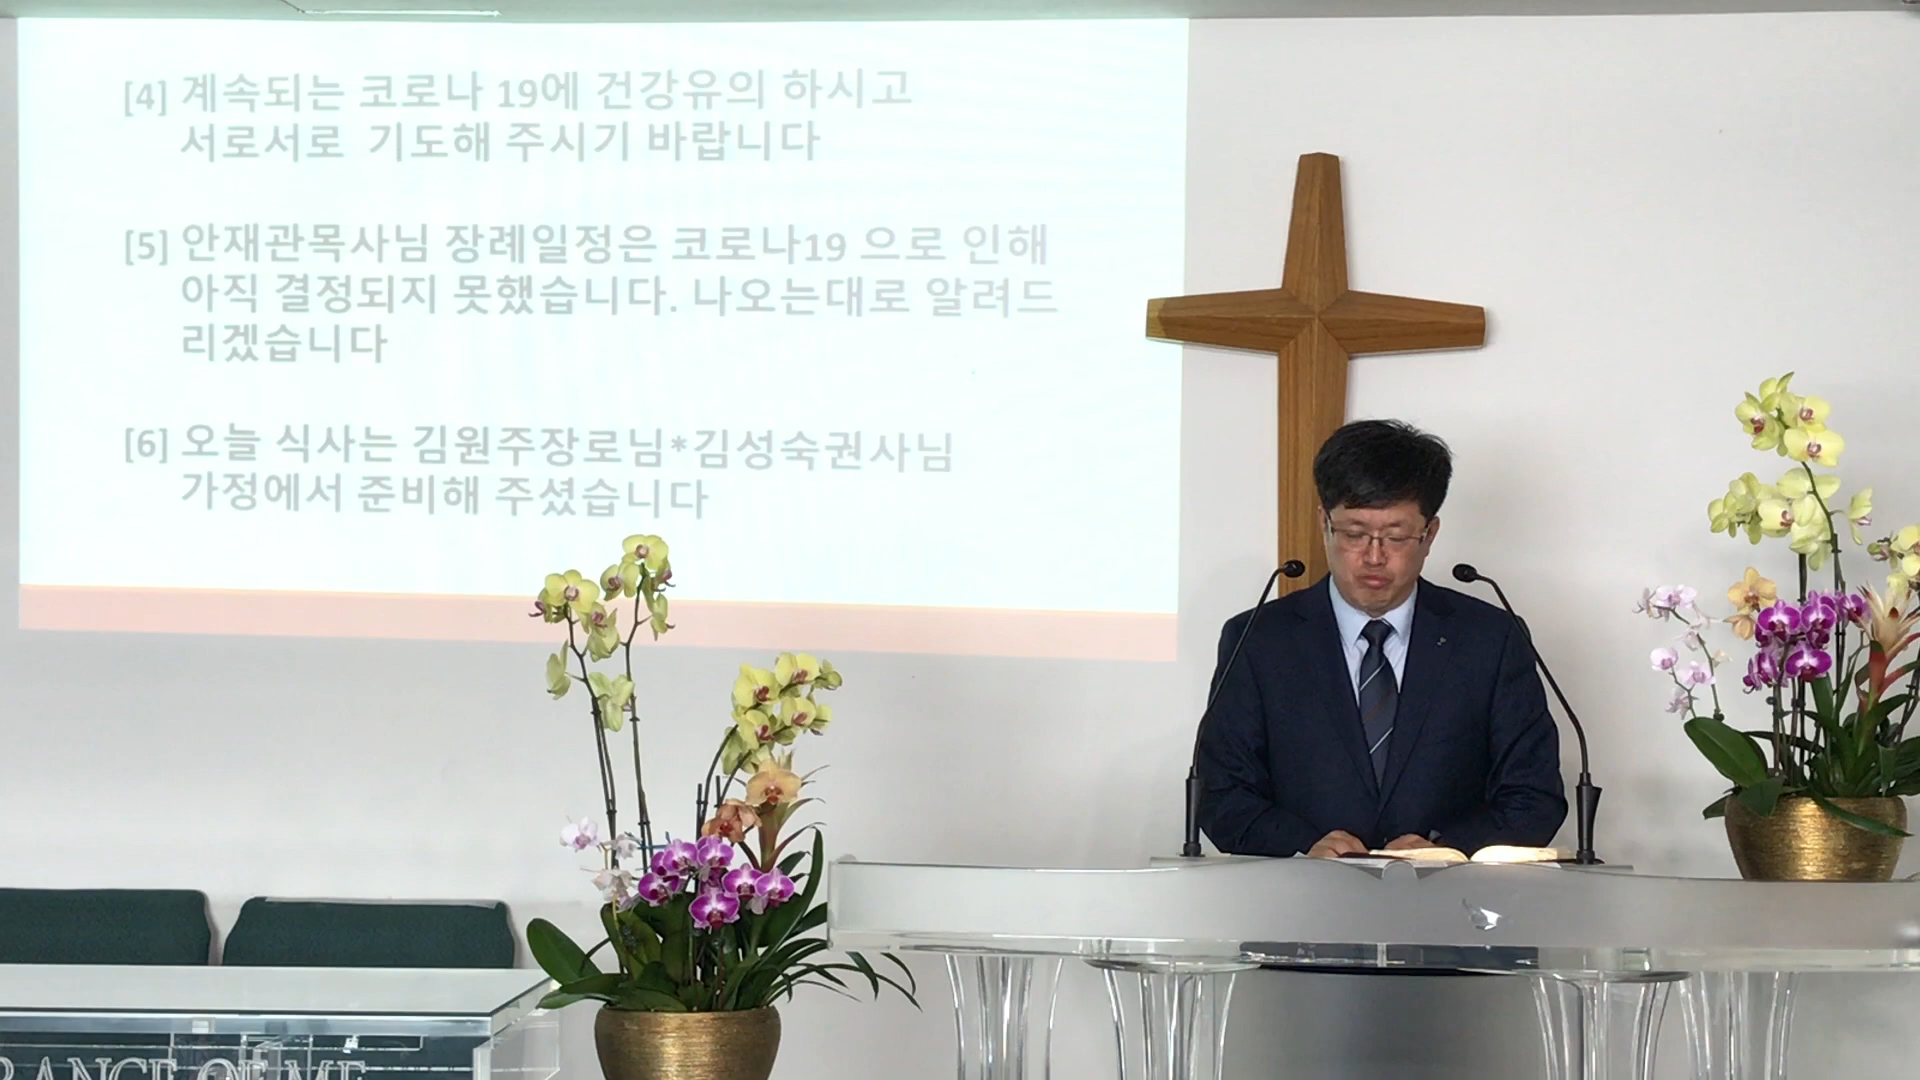 [4] 계속되는 코로나 19에 건강유의 하시고
서로서로 기도해 주시기 바랍니다
[5] 안재관목사님 장례일정은 코로나19 으로 인해
아직 결정되지 못했습니다. 나오는대로 알려드
리겠습니다
[6] 오늘 식사는 김원주장로님*김성숙권사님
가정에서 준비해 주셨습니다
RANCE OF ME